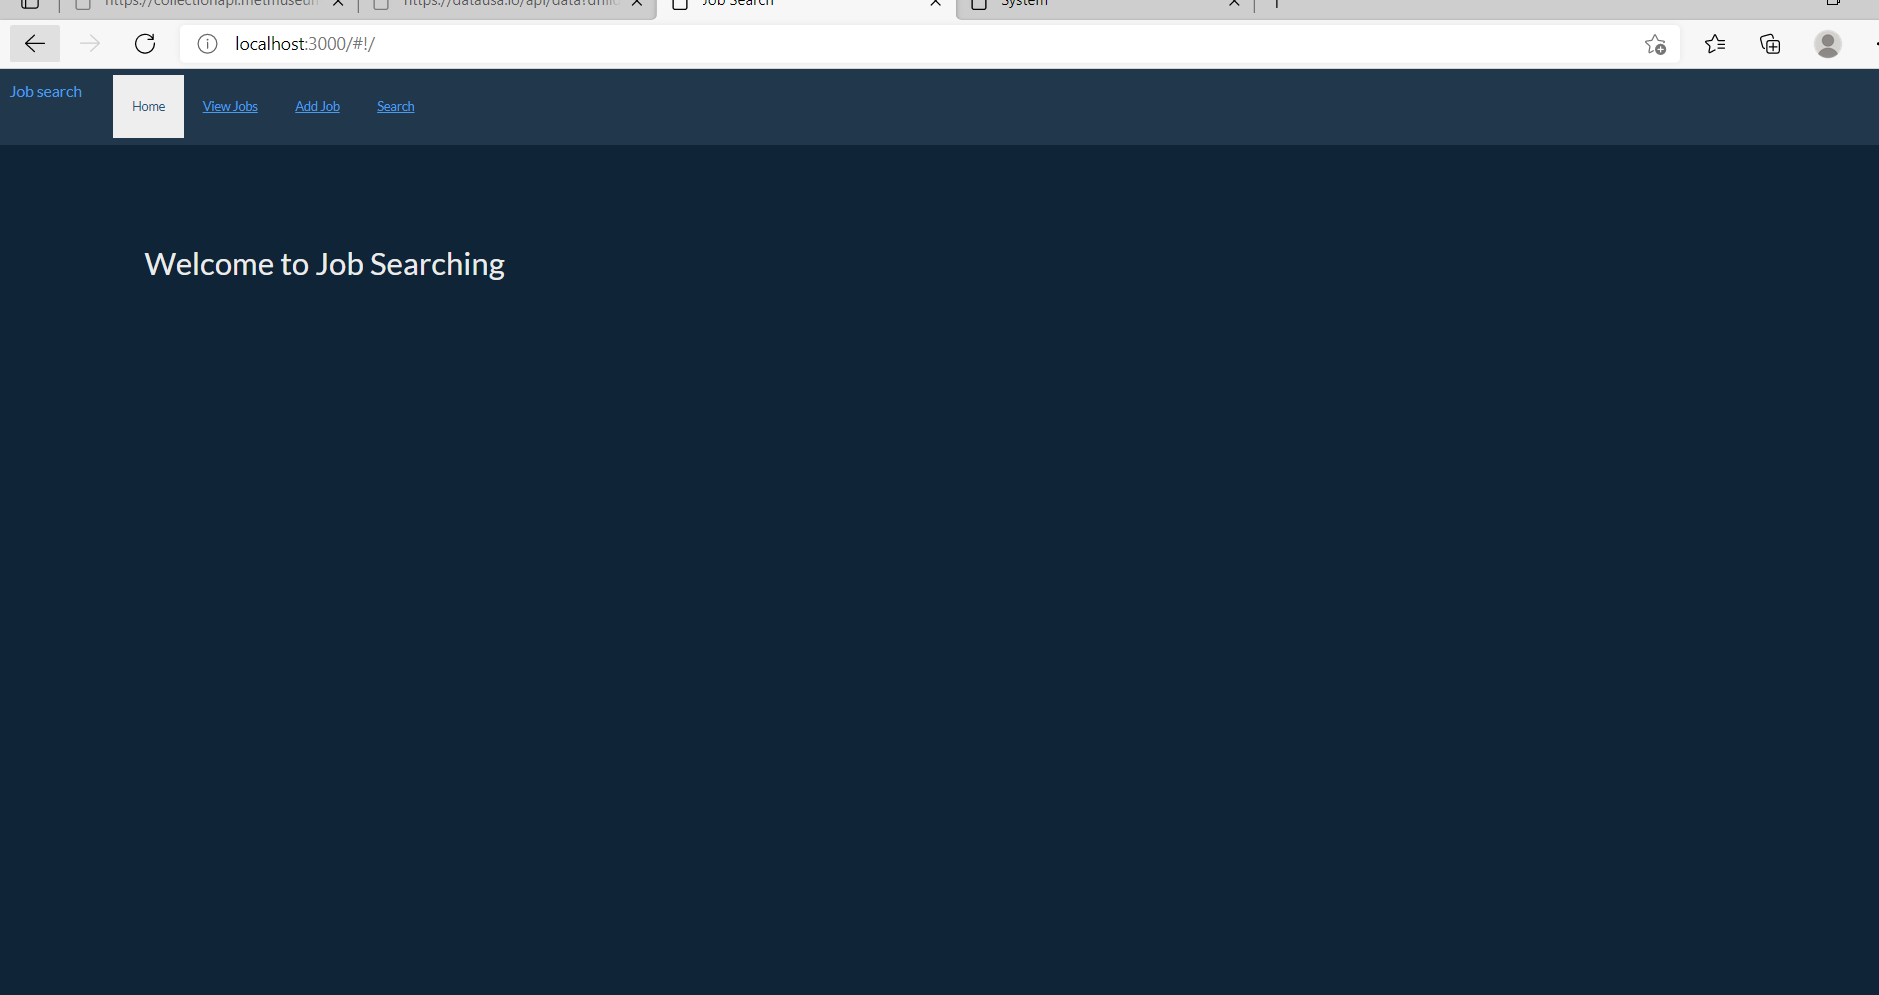 https://collectionapi.metmuseum
https://datausa.io/api/data?drill
Job Search
System
localhost:3000/#!/
Job search
Home
View Jobs
Add Job
Search
Welcome to Job Searching